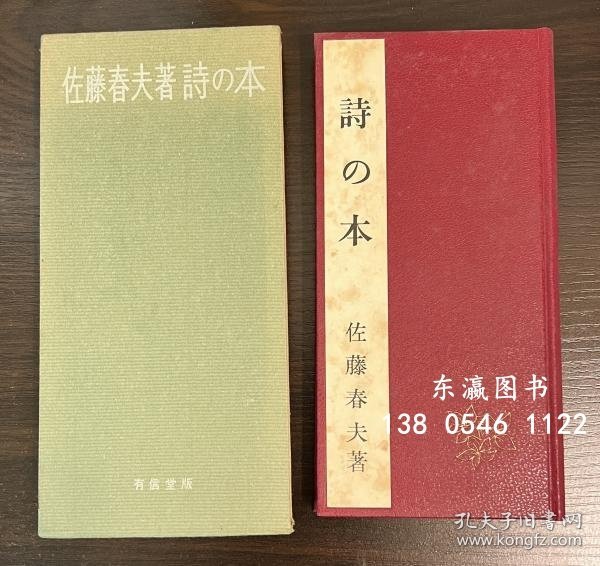 佐藤春夫著 詩の本
有信堂版
詩の本
佐藤春夫著
东瀛图书
138 0546 1122
孔夫子旧书网
www.kongfz.com